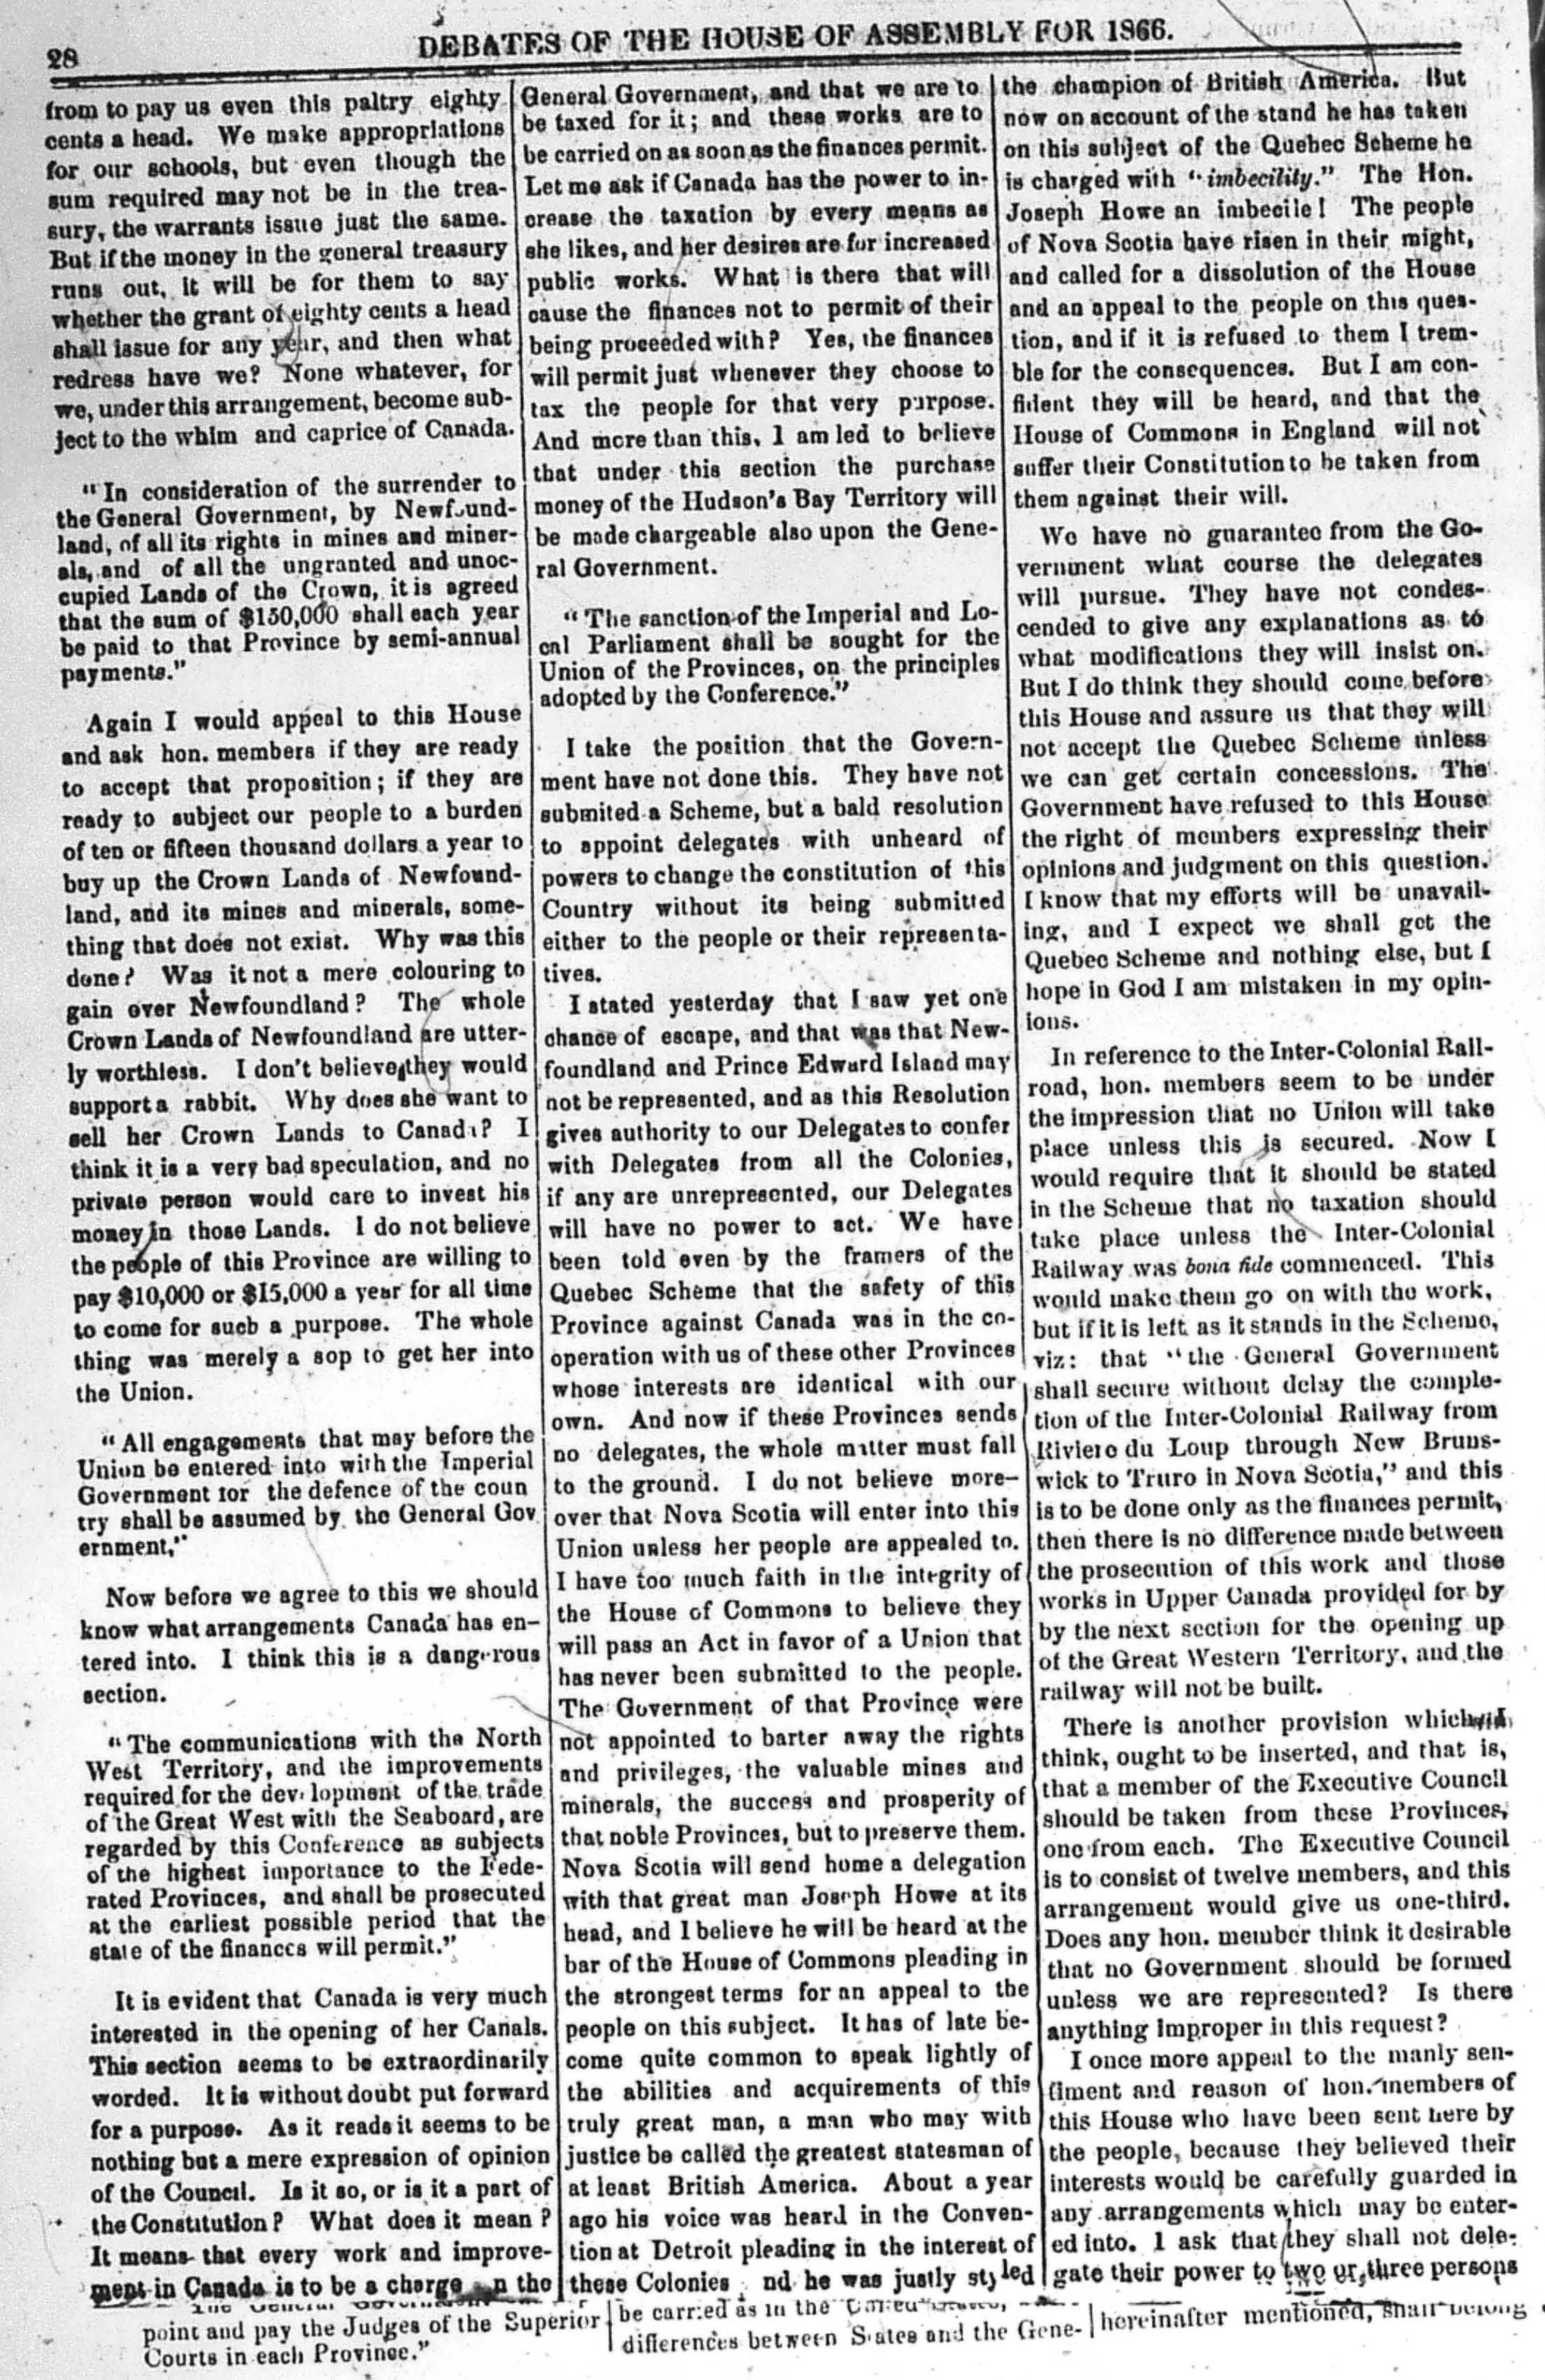 28
DEBATES OF THE HOUSE OF ASSEMBLY FOR 1866.
from to pay us even this paltry eighty
cents a head. We make appropriations
for our schools, but even though the
sum required may not be in the trea-
sury, the warrants issue just the same.
But if the money in the general treasury
runs out, it will be for them to say
whether the grant of eighty cents a head
shall issue for any year, and then what
redress have we? None whatever, for
we, under this arrangement, become sub-
ject to the whim and caprice of Canada.
"In consideration of the surrender to
the General Government, by Newfound-
land, of all its rights in mines and miner-
als, and of all the ungranted and unoc-
cupied Lands of the Crown, it is agreed
that the sum of $150,000 shall each year
be paid to that Province by semi-annual
payments."
Again I would appeal to this House
and ask hon. members if they are ready
to accept that proposition; if they are
ready to subject our people to a burden
of ten or fifteen thousand dollars a year to
buy up the Crown Lands of Newfound-
land, and its mines and minerals, some-
thing that does not exist. Why was this
done? Was it not a mere colouring to
gain over Newfoundland? The whole
Crown Lands of Newfoundland are utter-
ly worthless. I don't believe they would
support a rabbit. Why does she want to
sell her Crown Lands to Canada? I
think it is a very bad speculation, and no
private person would care to invest his
money in those Lands. I do not believe
the people of this Province are willing to
pay $10,000 or $15,000 a year for all time
to come for such a purpose. The whole
thing was merely a sop to get her into
the Union.
"All engagements that may before the
Union be entered into with the Imperial
Government for the defence of the coun
try shall be assumed by the General Gov
ernment,"
Now before we agree to this we should
know what arrangements Canada has en-
tered into. I think this is a dangerous
section.
"The communications with the North
West Territory, and the improvements
required for the development of the trade
of the Great West with the Seaboard, are
regarded by this Conference as subjects
of the highest importance to the Fede-
rated Provinces, and shall be prosecuted
at the earliest possible period that the
state of the finances will permit."
It is evident that Canada is very much
interested in the opening of her Canals.
This section seems to be extraordinarily
worded. It is without doubt put forward
for a purpose. As it reads it seems to be
nothing but a mere expression of opinion
of the Council. Is it so, or is it a part of
the Constitution? What does it mean?
It means that every work and improve-
ment in Canada is to be a charge on the
point and pay the Judges of the Superior
Courts in each Province."
General Government, and that we are to
be taxed for it; and these works are to
be carried on as soon as the finances permit.
Let me ask if Canada has the power to in-
crease the taxation by every means as
she likes, and her desires are for increased
public works. What is there that will
cause the finances not to permit of their
being proceeded with? Yes, the finances
will permit just whenever they choose to
tax the people for that very purpose.
And more than this, I am led to believe
that under this section the purchase
money of the Hudson's Bay Territory will
be made chargeable also upon the Gene-
ral Government.
"The sanction of the Imperial and Lo-
cal Parliament shall be sought for the
Union of the Provinces, on the principles
adopted by the Conference."
I take the position that the Govern-
ment have not done this. They have not
submited a Scheme, but a bald resolution
to appoint delegates with unheard of
powers to change the constitution of this
Country without its being submitted
either to the people or their representa-
tives.
I stated yesterday that I saw yet one
chance of escape, and that was that New-
foundland and Prince Edward Island may
not be represented, and as this Resolution
gives authority to our Delegates to confer
with Delegates from all the Colonies,
if any are unrepresented, our Delegates
will have no power to act. We have
been told even by the framers of the
Quebec Scheme that the safety of this
Province against Canada was in the co-
operation with us of these other Provinces
whose interests are identical with our
own. And now if these Provinces sends
no delegates, the whole matter must fall
to the ground. I do not believe more-
over that Nova Scotia will enter into this
Union unless her people are appealed to.
I have too much faith in the integrity of
the House of Commons to believe they
will pass an Act in favor of a Union that
has never been submitted to the people.
The Government of that Province were
not appointed to barter away the rights
and privileges, the valuable mines and
minerals, the success and prosperity of
that noble Provinces, but to preserve them.
Nova Scotia will send home a delegation
with that great man Joseph Howe at its
head, and I believe he will be heard at the
bar of the House of Commons pleading in
the strongest terms for an appeal to the
people on this subject. It has of late be-
come quite common to speak lightly of
the abilities and acquirements of this
truly great man, a man who may with
justice be called the greatest statesman of
at least British America. About a year
ago his voice was heard in the Conven-
tion at Detroit pleading in the interest of
these Colonies nd he was justly styled
be carried as in the
differences between States and the Gene-
the champion of British America. But
now on account of the stand he has taken
on this subject of the Quebec Scheme he
is charged with "imbecility." The Hon.
Joseph Howe an imbecile! The people
of Nova Scotia have risen in their might,
and called for a dissolution of the House
and an appeal to the people on this ques-
tion, and if it is refused to them I trem-
ble for the consequences. But I am con-
fident they will be heard, and that the
House of Commons in England will not
suffer their Constitution to be taken from
them against their will.
We have no guarantee from the Go-
vernment what course the delegates
will pursue. They have not condes-
cended to give any explanations as to
what modifications they will insist on.
But I do think they should come before
this House and assure us that they will
not accept the Quebec Scheme unless
we can get certain concessions. The
Government have refused to this House
the right of members expressing their
opinions and judgment on this question.
I know that my efforts will be unavail-
ing, and I expect we shall get the
Quebec Scheme and nothing else, but I
hope in God I am mistaken in my opin-
ions.
In reference to the Inter-Colonial Rail-
road, hon. members seem to be under
the impression that no Union will take
place unless this is secured. Now I
would require that it should be stated
in the Scheme that no taxation should
take place unless the Inter-Colonial
Railway was bona fide commenced. This
would make them go on with the work,
but if it is left as it stands in the Scheme,
viz: that "the General Government
shall secure without delay the comple-
tion of the Inter-Colonial Railway from
Riviere du Loup through New Bruns-
wick to Truro in Nova Scotia," and this
is to be done only as the finances permit,
then there is no difference made between
the prosecution of this work and those
works in Upper Canada provided for by
by the next section for the opening up
of the Great Western Territory, and the
railway will not be built.
There is another provision which I
think, ought to be inserted, and that is,
that a member of the Executive Council
should be taken from these Provinces,
one from each. The Executive Council
is to consist of twelve members, and this
arrangement would give us one-third.
Does any hon. member think it desirable
that no Government should be formed
unless we are represented? Is there
anything improper in this request?
I once more appeal to the manly sen-
timent and reason of hon. members of
this House who have been sent here by
the people, because they believed their
interests would be carefully guarded in
any arrangements which may be enter-
ed into. I ask that they shall not dele-
gate their power to two or three persons
hereinafter mentioned, shall belong